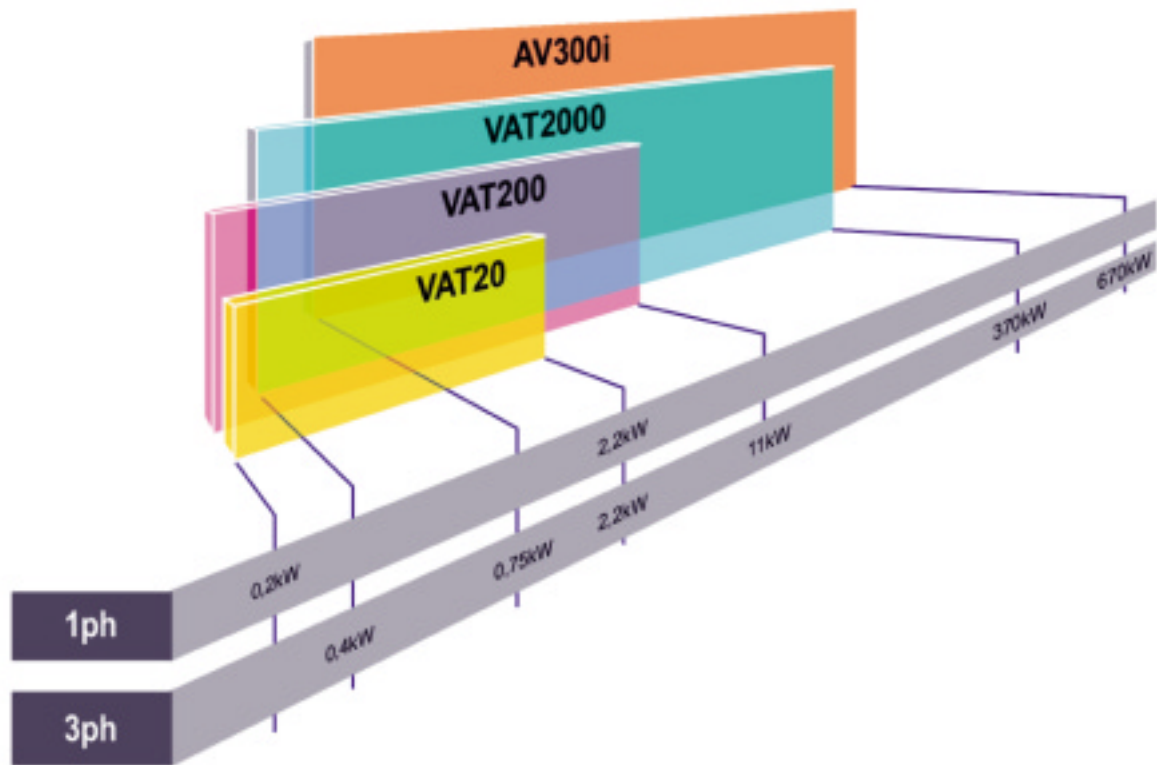 AV300i
VAT2000
VAT200
VAT20
670kW
370kW
2,2kW
11kW
2,2kW
0,75kW
0,2kW
1ph
0,4kW
3ph